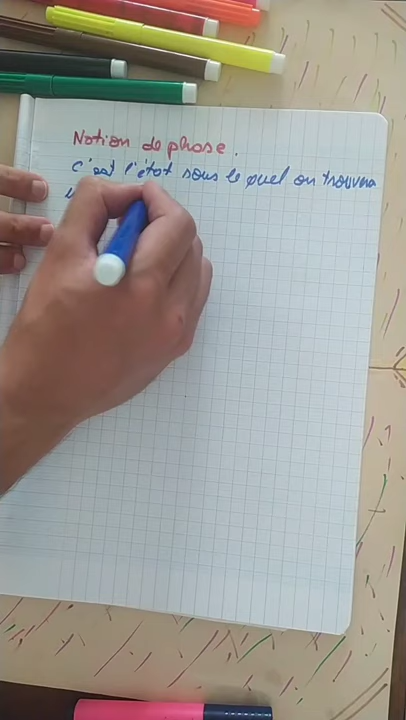 Notion de phase.
c'est l'état sous le quel on trouvera